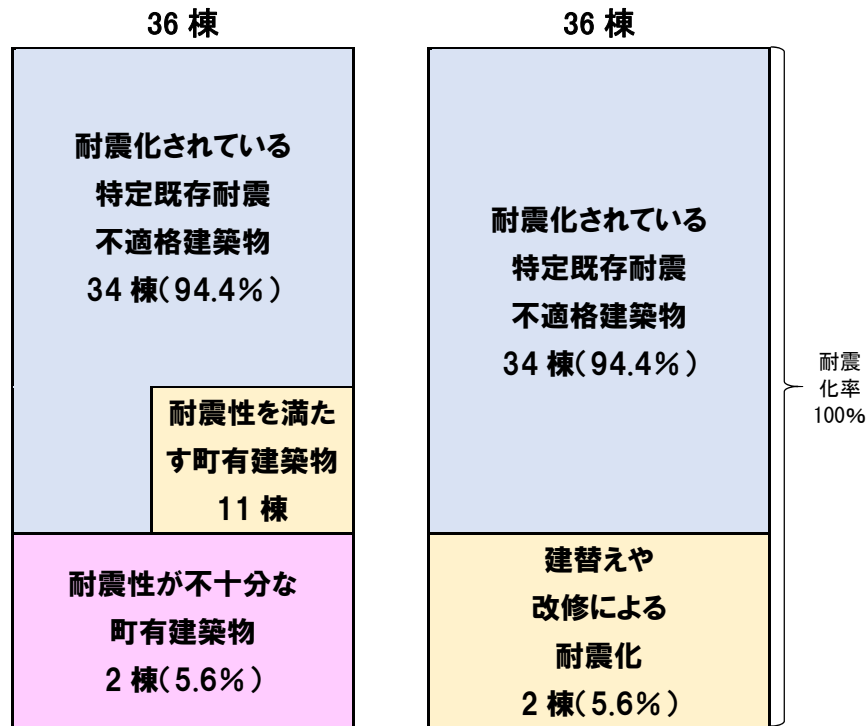 36 棟
耐震化されている
特定既存耐震
不適格建築物
34 棟(94.4%)
耐震性を満た
す町有建築物
11 棟
耐震性が不十分な
町有建築物
2 棟(5.6%)
36 棟
耐震化されている
特定既存耐震
不適格建築物
34 棟(94.4%)
建替えや
改修による
耐震化
2 棟(5.6%)
耐震
化率
100%